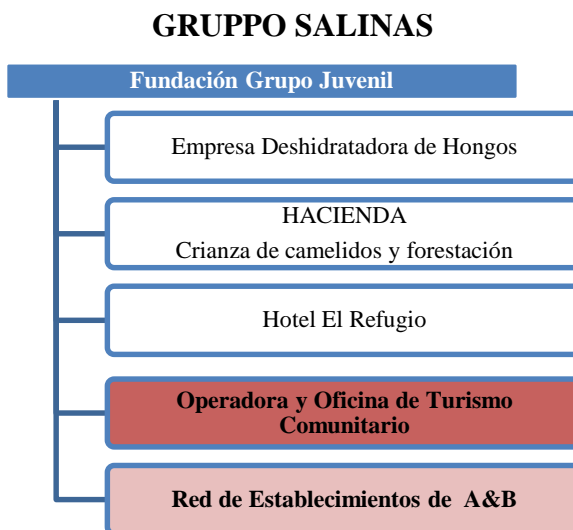 GRUPPO SALINAS
Fundación Grupo Juvenil
Empresa Deshidratadora de Hongos
HACIENDA
Crianza de camelidos y forestación
Hotel El Refugio
Operadora y Oficina de Turismo
Comunitario
Red de Establecimientos de A&B